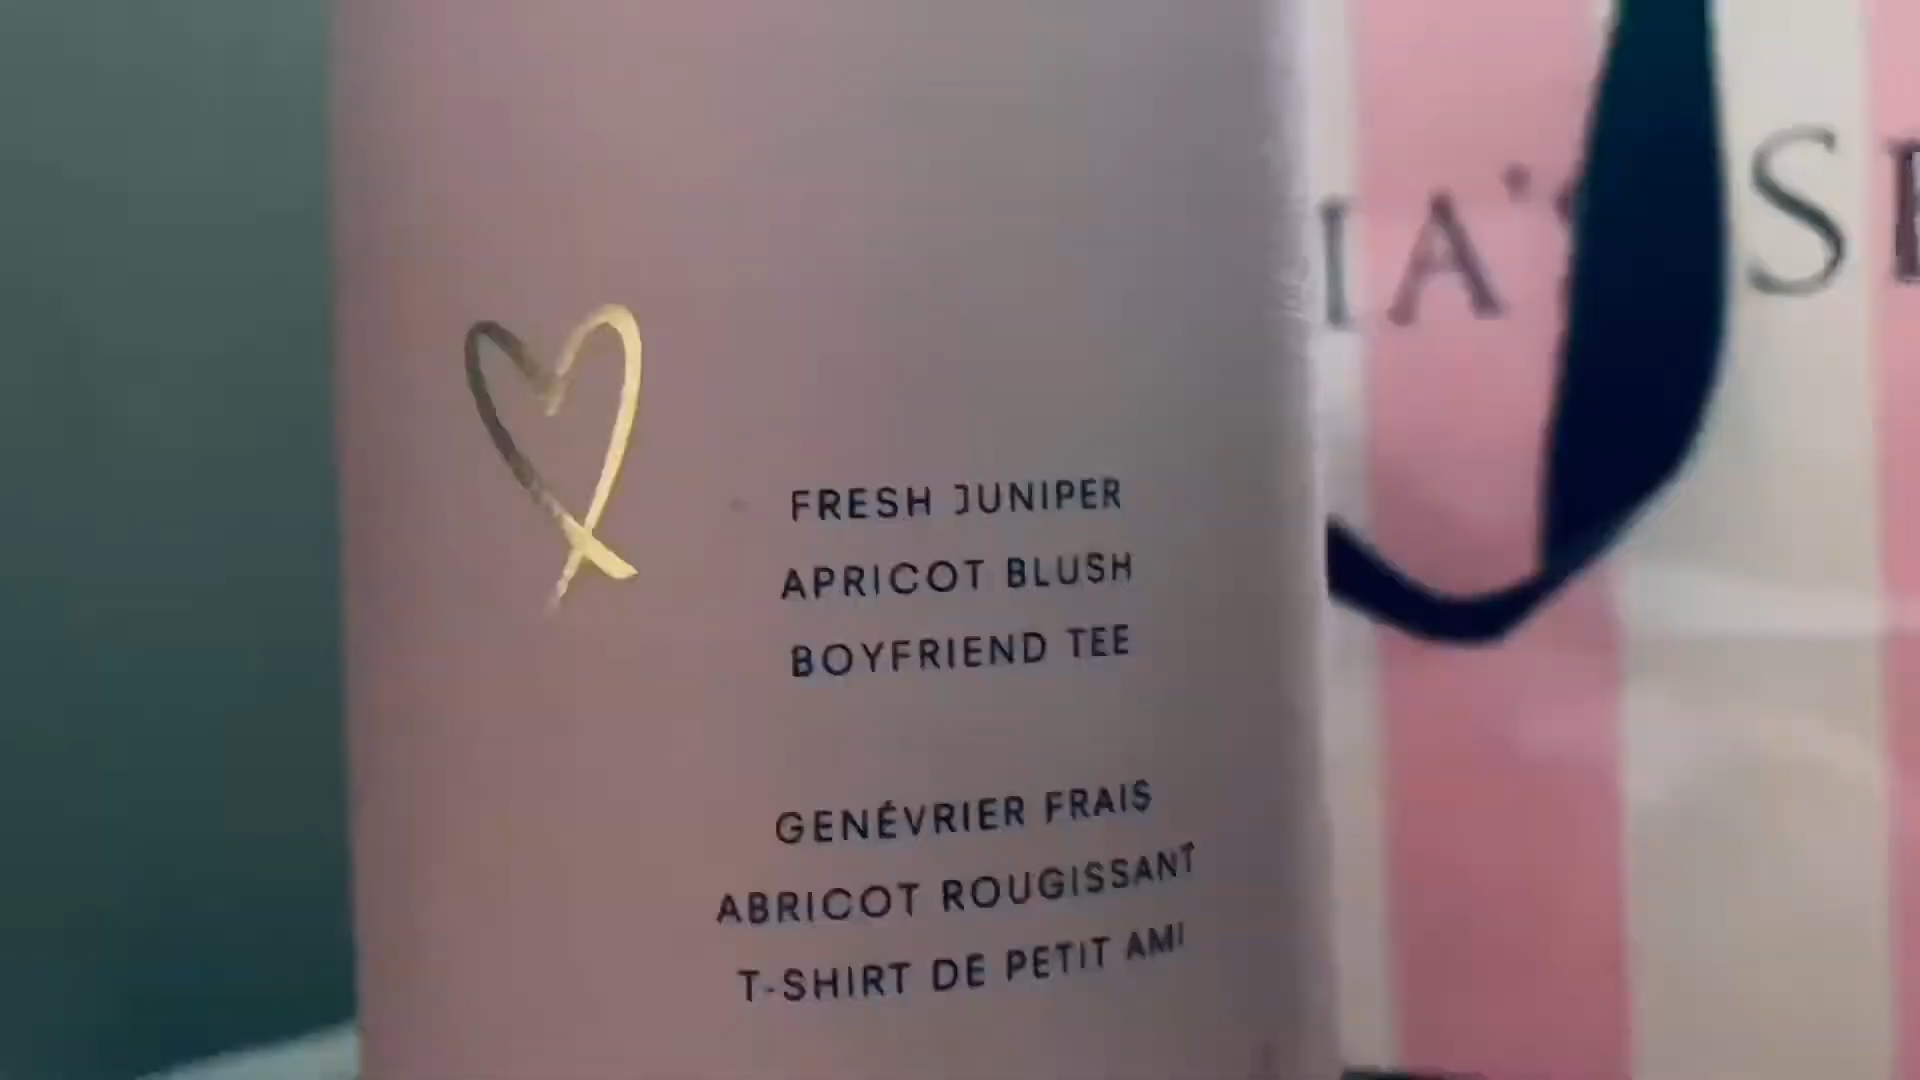 FRESH JUNIPER
APRICOT BLUSH
BOYFRIEND TEE
GENÉVRIER FRAIS
ABRICOT ROUGISSANT
T-SHIRT DE PETIT AMI
IA'S SE